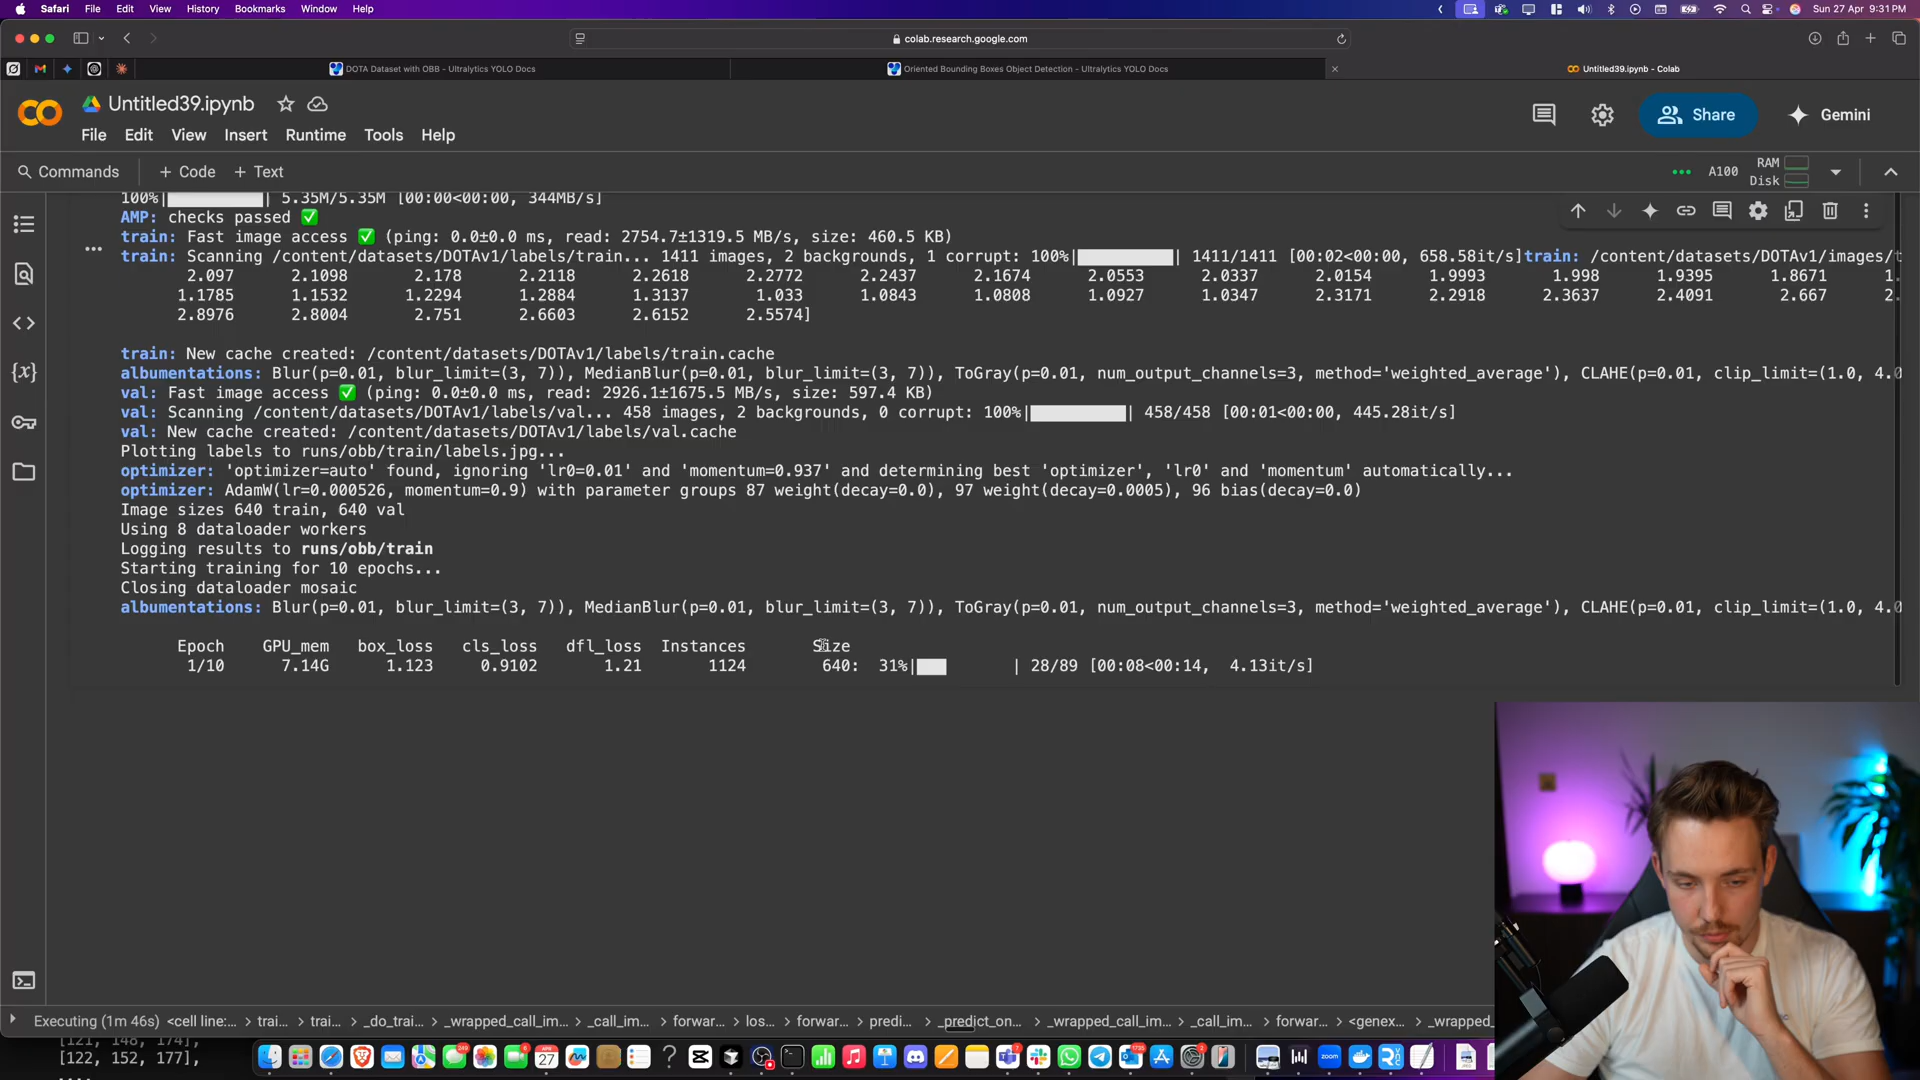 Safari File Edit View History Bookmarks Window Help
Sun 27 Apr 9:31 PM
colab.research.google.com
DOTA Dataset with OBB - Ultralytics YOLO Docs
Oriented Bounding Boxes Object Detection - Ultralytics YOLO Docs
Untitled39.ipynb - Colab
Untitled39.ipynb
File Edit View Insert Runtime Tools Help
Share
Gemini
Commands + Code + Text
A100
RAM
Disk
100%| | 5.35M/5.35M [00:00<00:00, 344MB/s]
AMP: checks passed ✅
train: Fast image access ✅ (ping: 0.0±0.0 ms, read: 2754.7±1319.5 MB/s, size: 460.5 KB)
train: Scanning /content/datasets/DOTAv1/labels/train... 1411 images, 2 backgrounds, 1 corrupt: 100%| | 1411/1411 [00:02<00:00, 658.58it/s]train: /content/datasets/DOTAv1/images/t
2.097 2.1098 2.178 2.2118 2.2618 2.2772 2.2437 2.1674 2.0553 2.0337 2.0154 1.9993 1.998 1.9395 1.8671 1.
1.1785 1.1532 1.2294 1.2884 1.3137 1.033 1.0843 1.0808 1.0927 1.0347 2.3171 2.2918 2.3637 2.4091 2.667 2.
2.8976 2.8004 2.751 2.6603 2.6152 2.5574]
train: New cache created: /content/datasets/DOTAv1/labels/train.cache
albumentations: Blur(p=0.01, blur_limit=(3, 7)), MedianBlur(p=0.01, blur_limit=(3, 7)), ToGray(p=0.01, num_output_channels=3, method='weighted_average'), CLAHE(p=0.01, clip_limit=(1.0, 4.0
val: Fast image access ✅ (ping: 0.0±0.0 ms, read: 2926.1±1675.5 MB/s, size: 597.4 KB)
val: Scanning /content/datasets/DOTAv1/labels/val... 458 images, 2 backgrounds, 0 corrupt: 100%| | 458/458 [00:01<00:00, 445.28it/s]
val: New cache created: /content/datasets/DOTAv1/labels/val.cache
Plotting labels to runs/obb/train/labels.jpg...
optimizer: 'optimizer=auto' found, ignoring 'lr0=0.01' and 'momentum=0.937' and determining best 'optimizer', 'lr0' and 'momentum' automatically...
optimizer: AdamW(lr=0.000526, momentum=0.9) with parameter groups 87 weight(decay=0.0), 97 weight(decay=0.0005), 96 bias(decay=0.0)
Image sizes 640 train, 640 val
Using 8 dataloader workers
Logging results to runs/obb/train
Starting training for 10 epochs...
Closing dataloader mosaic
albumentations: Blur(p=0.01, blur_limit=(3, 7)), MedianBlur(p=0.01, blur_limit=(3, 7)), ToGray(p=0.01, num_output_channels=3, method='weighted_average'), CLAHE(p=0.01, clip_limit=(1.0, 4.0
Epoch GPU_mem box_loss cls_loss dfl_loss Instances Size
1/10 7.14G 1.123 0.9102 1.21 1124 640: 31%| | 28/89 [00:08<00:14, 4.13it/s]
Executing (1m 46s) <cell line:... > trai... > trai... > _do_trai... > _wrapped_call_im... > _call_im... > forwar... > los... > forwar... > predi... > _predict_on... > _wrapped_call_im... > _call_im... > forwar... > <genex... > _wrapped
[121, 148, 174],
[122, 152, 177],